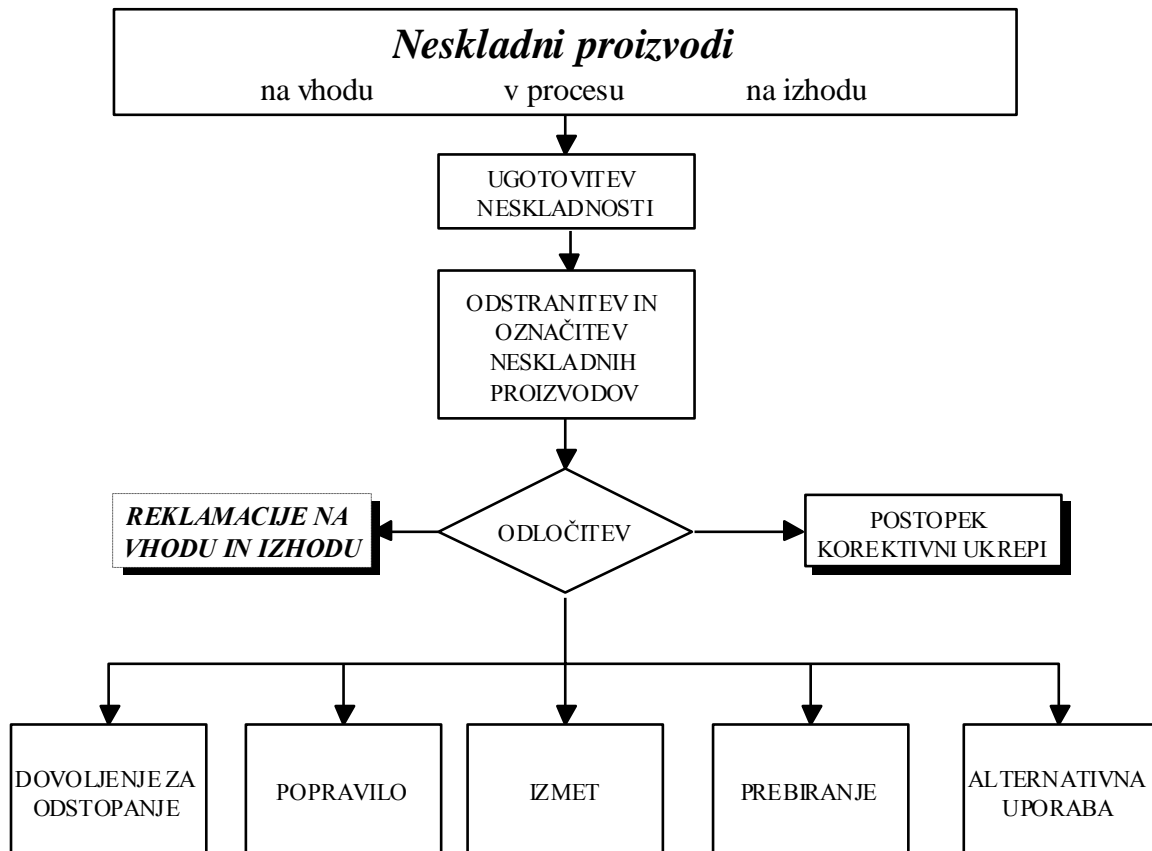 Neskladni proizvodi
na vhodu v procesu na izhodu
UGOTOVITEV
NESKLADNOSTI
ODSTRANITEV IN
OZNAČITEV
NESKLADNIH
PROIZVODOV
REKLAMACIJE NA
VHODU IN IZHODU
ODLOČITEV
POSTOPEK
KOREKTIVNI UKREPI
DOVOLJENJE ZA
ODSTOPANJE
POPRAVILO
IZMET
PREBIRANJE
ALTERNATIVNA
UPORABA